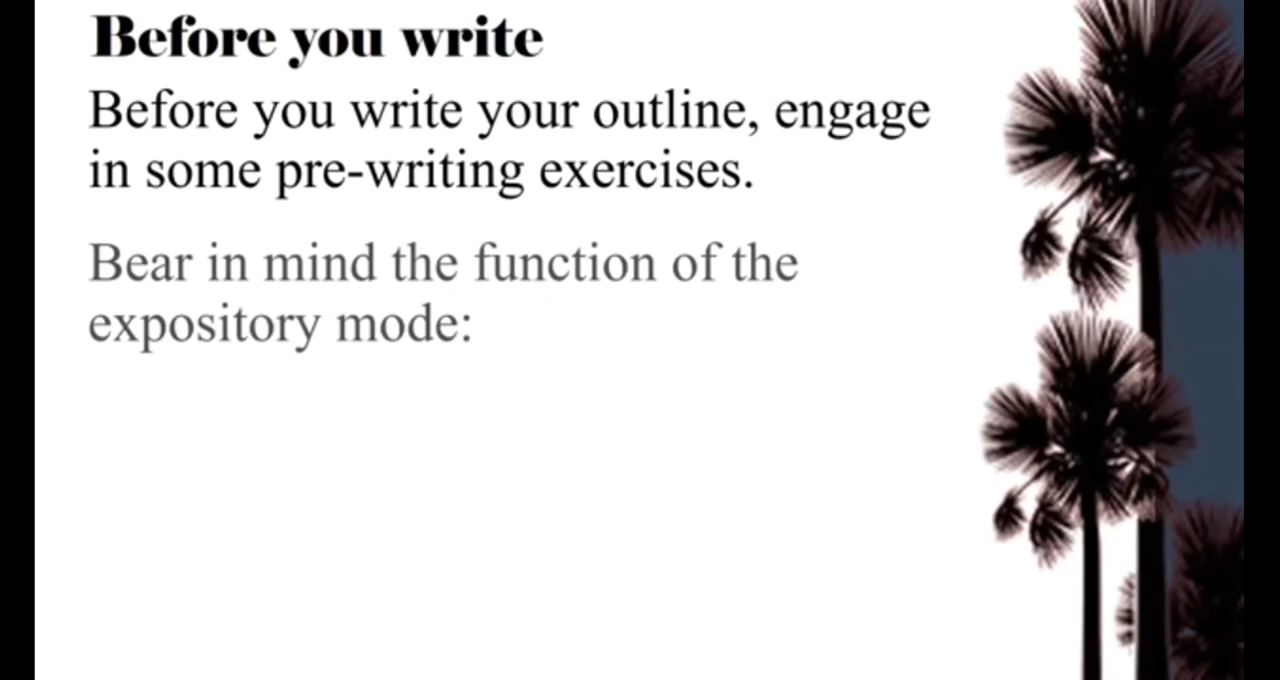 Before you write
Before you write your outline, engage
in some pre-writing exercises.
Bear in mind the function of the
expository mode: